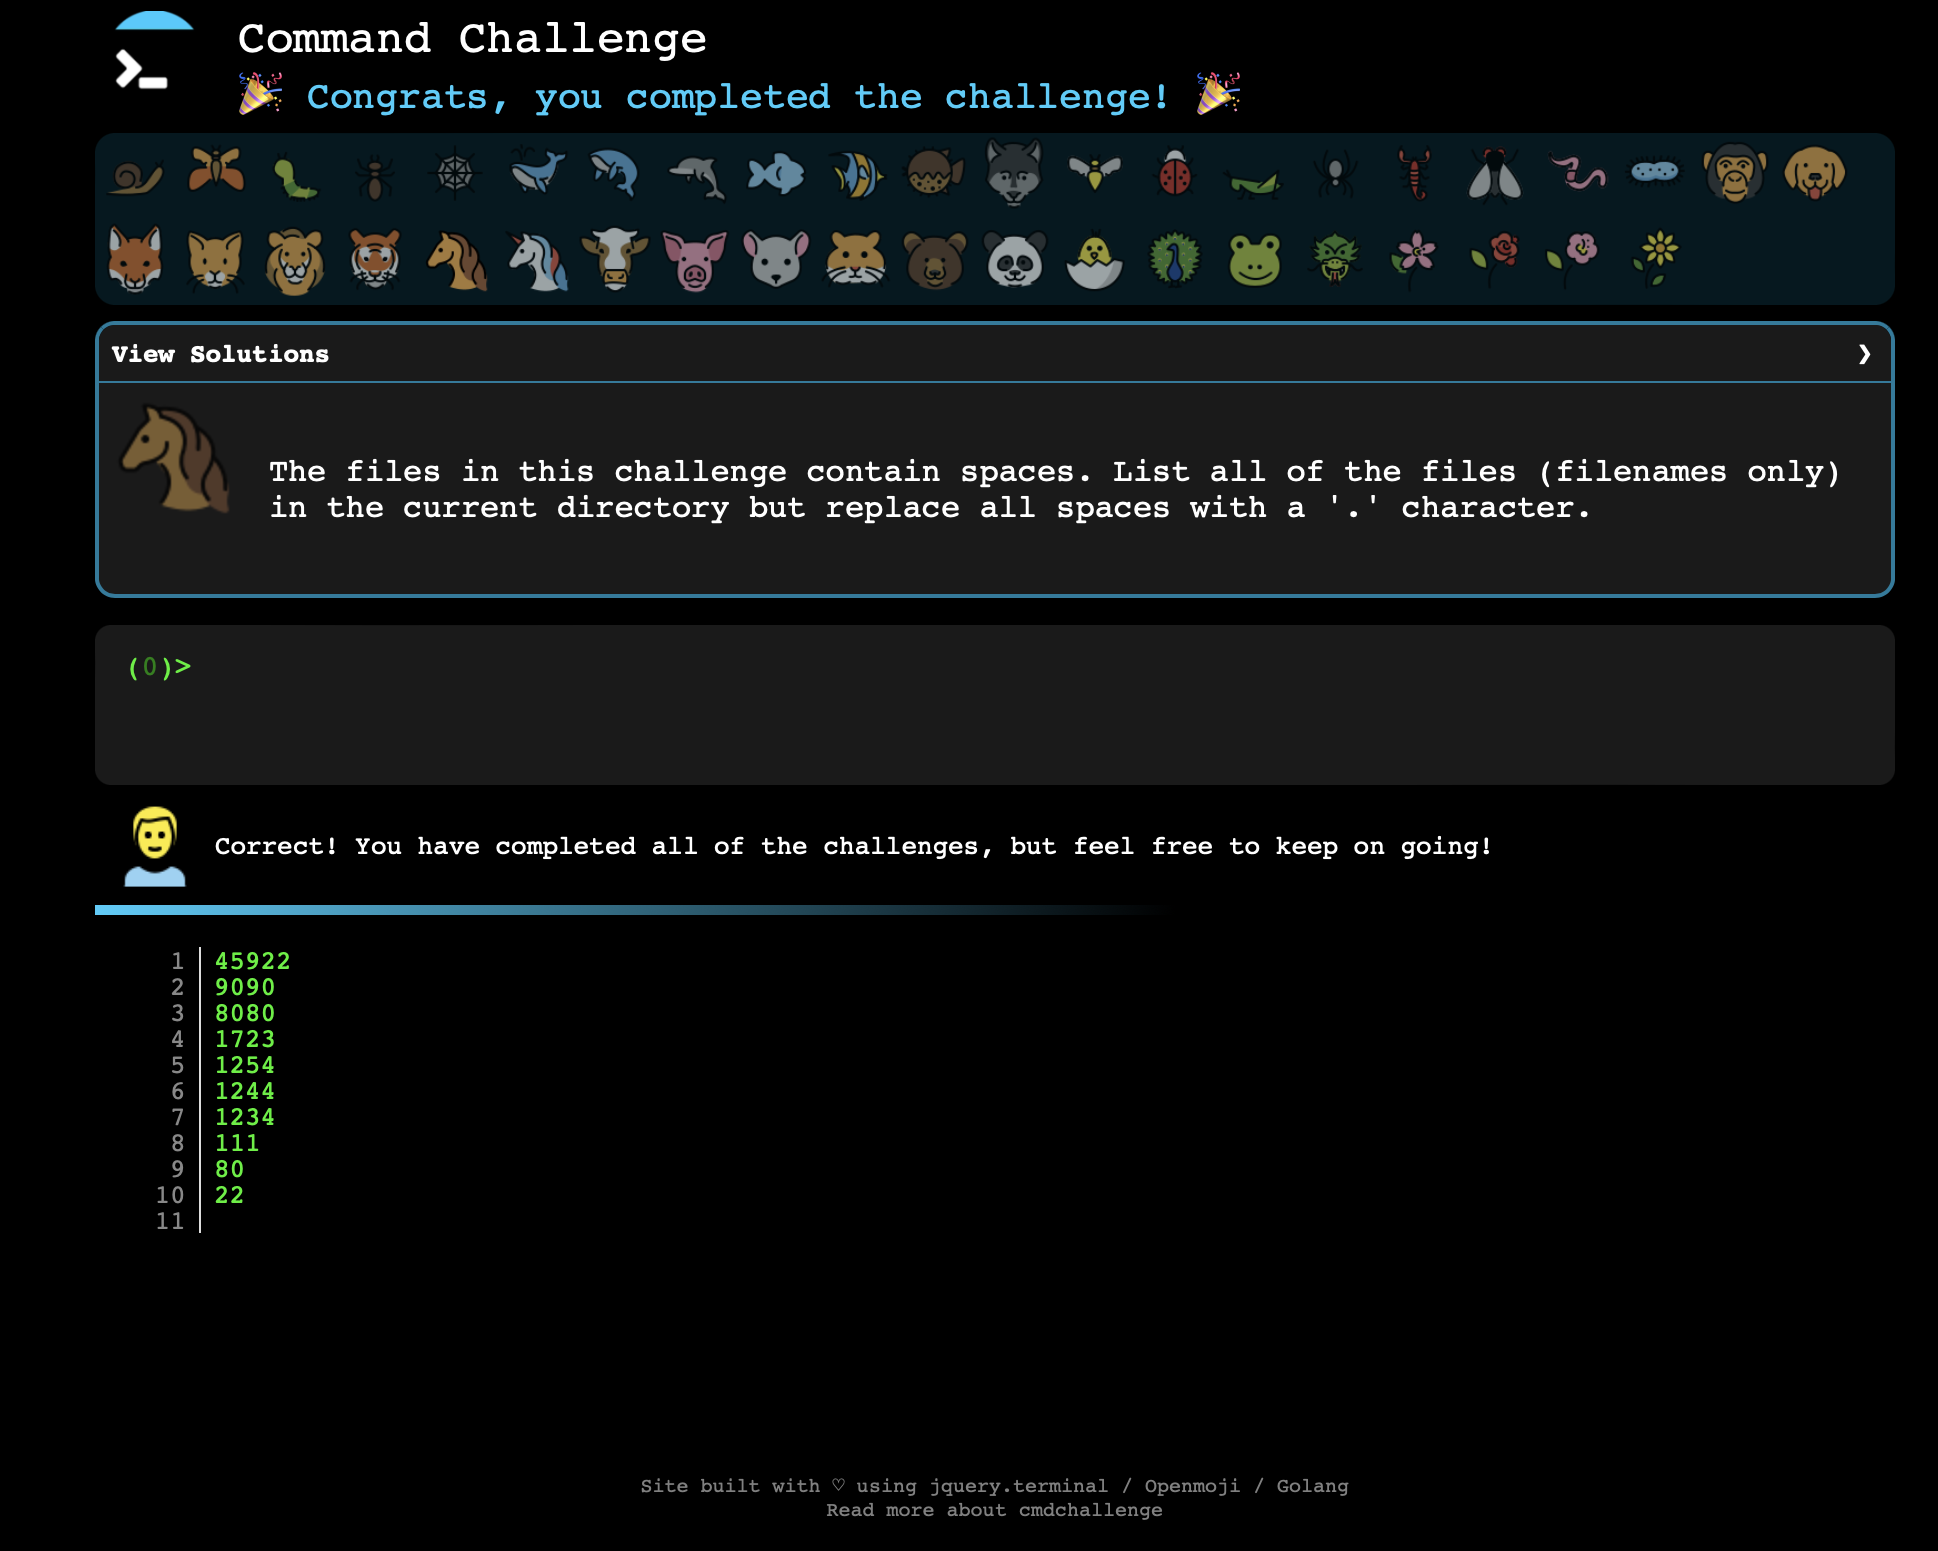 Command Challenge
Congrats, you completed the challenge!
View Solutions ❯
The files in this challenge contain spaces. List all of the files (filenames only)
in the current directory but replace all spaces with a '.' character.
(0)>
Correct! You have completed all of the challenges, but feel free to keep on going!
1 45922
2 9090
3 8080
4 1723
5 1254
6 1244
7 1234
8 111
9 80
10 22
11
Site built with ♡ using jquery.terminal / Openmoji / Golang
Read more about cmdchallenge